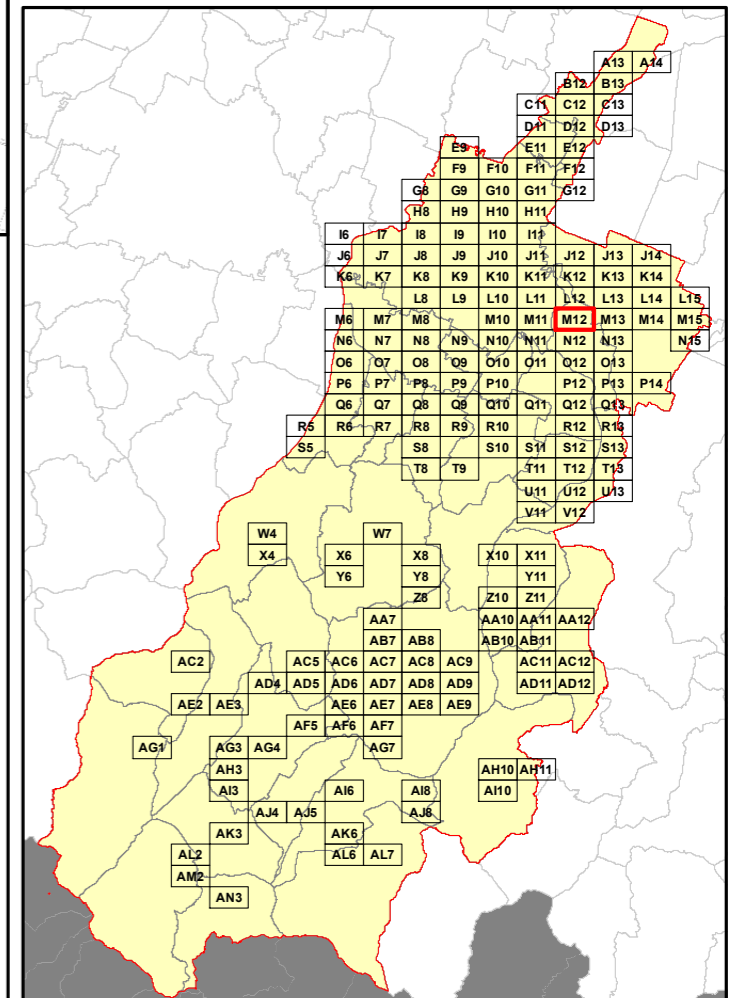 A13 A14
B12 B13
C11 C12 C13
D11 D12 D13
E9 E11 E12
F9 F10 F11 F12
G8 G9 G10 G11 G12
H8 H9 H10 H11
I6 I7 I8 I9 I10 I11
J6 J7 J8 J9 J10 J11 J12 J13 J14
K6 K7 K8 K9 K10 K11 K12 K13 K14
L8 L9 L10 L11 L12 L13 L14 L15
M6 M7 M8 M10 M11 M12 M13 M14 M15
N6 N7 N8 N9 N10 N11 N12 N13 N15
O6 O7 O8 O9 O10 O11 O12 O13
P6 P7 P8 P9 P10 P12 P13 P14
Q6 Q7 Q8 Q9 Q10 Q11 Q12 Q13
R5 R6 R7 R8 R9 R10 R12 R13
S5 S8 S10 S11 S12 S13
T8 T9 T11 T12 T13
U11 U12 U13
V11 V12
W4 W7
X4 X6 X8 X10 X11
Y6 Y8 Y11
Z8 Z10 Z11
AA7 AA10 AA11 AA12
AB7 AB8 AB10 AB11
AC2 AC5 AC6 AC7 AC8 AC9 AC11 AC12
AD4 AD5 AD6 AD7 AD8 AD9 AD11 AD12
AE2 AE3 AE6 AE7 AE8 AE9
AF5 AF6 AF7
AG1 AG3 AG4 AG7
AH3 AH10 AH11
AI3 AI6 AI8 AI10
AJ4 AJ5 AJ8
AK3 AK6
AL2 AL6 AL7
AM2
AN3